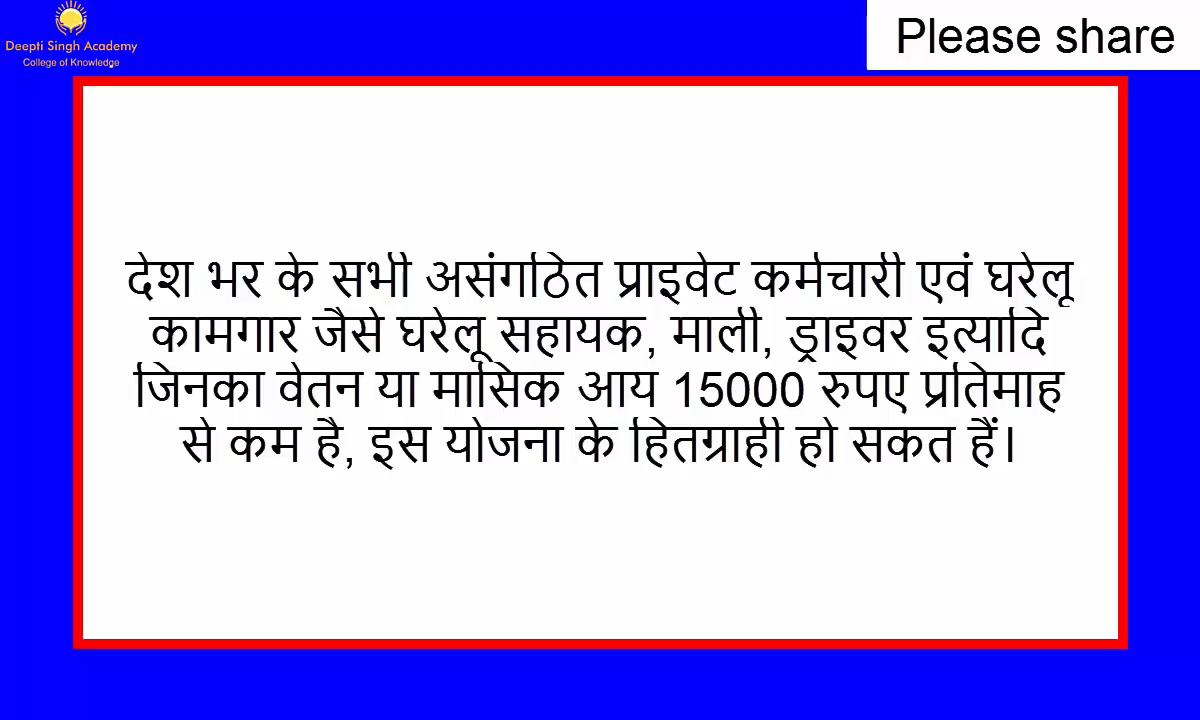 Deepti Singh Academy
College of Knowledge
Please share
देश भर के सभी असंगठित प्राइवेट कर्मचारी एवं घरेलू
कामगार जैसे घरेलू सहायक, माली, ड्राइवर इत्यादि
जिनका वेतन या मासिक आय 15000 रुपए प्रतिमाह
से कम है, इस योजना के हितग्राही हो सकत हैं।